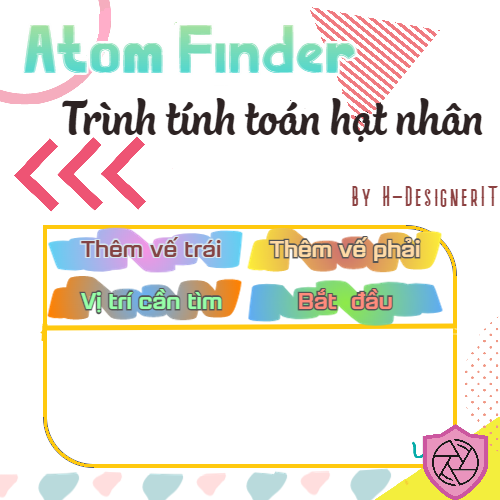 Atom Finder
Trình tính toán hạt nhân
By H-DesignerIT
Thêm vế trái
Thêm vế phải
Vị trí cần tìm
Bắt đầu